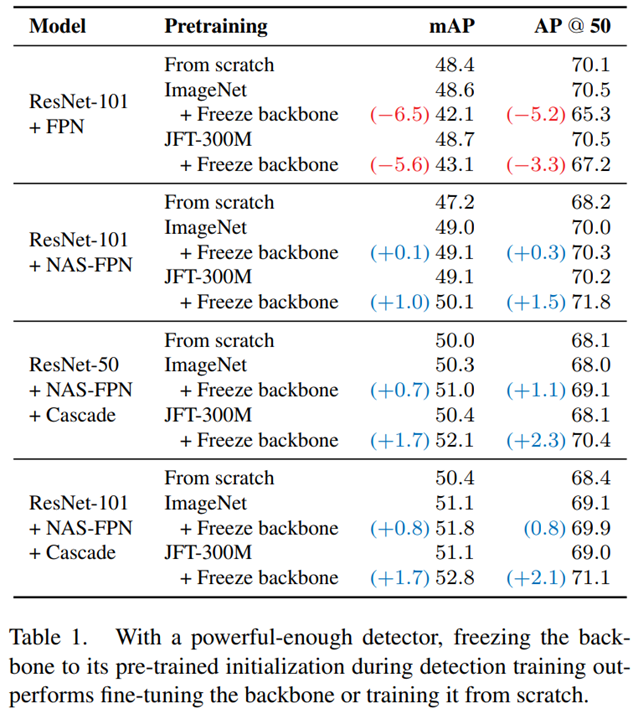 Model Pretraining mAP AP @ 50
From scratch 48.4 70.1
ImageNet 48.6 70.5
ResNet-101
+ FPN
+ Freeze backbone (−6.5) 42.1 (−5.2) 65.3
JFT-300M 48.7 70.5
+ Freeze backbone (−5.6) 43.1 (−3.3) 67.2
From scratch 47.2 68.2
ImageNet 49.0 70.0
ResNet-101
+ NAS-FPN
+ Freeze backbone (+0.1) 49.1 (+0.3) 70.3
JFT-300M 49.1 70.2
+ Freeze backbone (+1.0) 50.1 (+1.5) 71.8
From scratch 50.0 68.1
ResNet-50 ImageNet 50.3 68.0
+ NAS-FPN + Freeze backbone (+0.7) 51.0 (+1.1) 69.1
+ Cascade JFT-300M 50.4 68.1
+ Freeze backbone (+1.7) 52.1 (+2.3) 70.4
From scratch 50.4 68.4
ResNet-101 ImageNet 51.1 69.1
+ NAS-FPN + Freeze backbone (+0.8) 51.8 (0.8) 69.9
+ Cascade JFT-300M 51.1 69.0
+ Freeze backbone (+1.7) 52.8 (+2.1) 71.1
Table 1. With a powerful-enough detector, freezing the back-
bone to its pre-trained initialization during detection training out-
performs fine-tuning the backbone or training it from scratch.